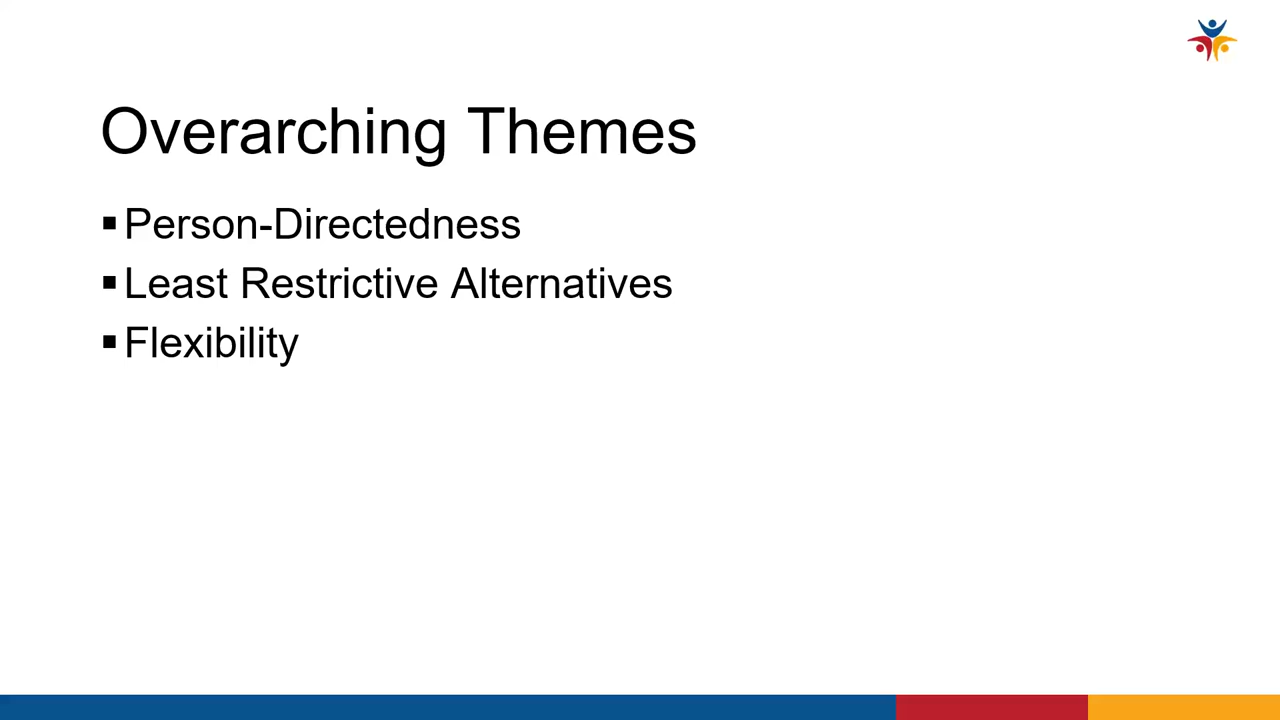 Overarching Themes
▪Person-Directedness
▪Least Restrictive Alternatives
▪Flexibility